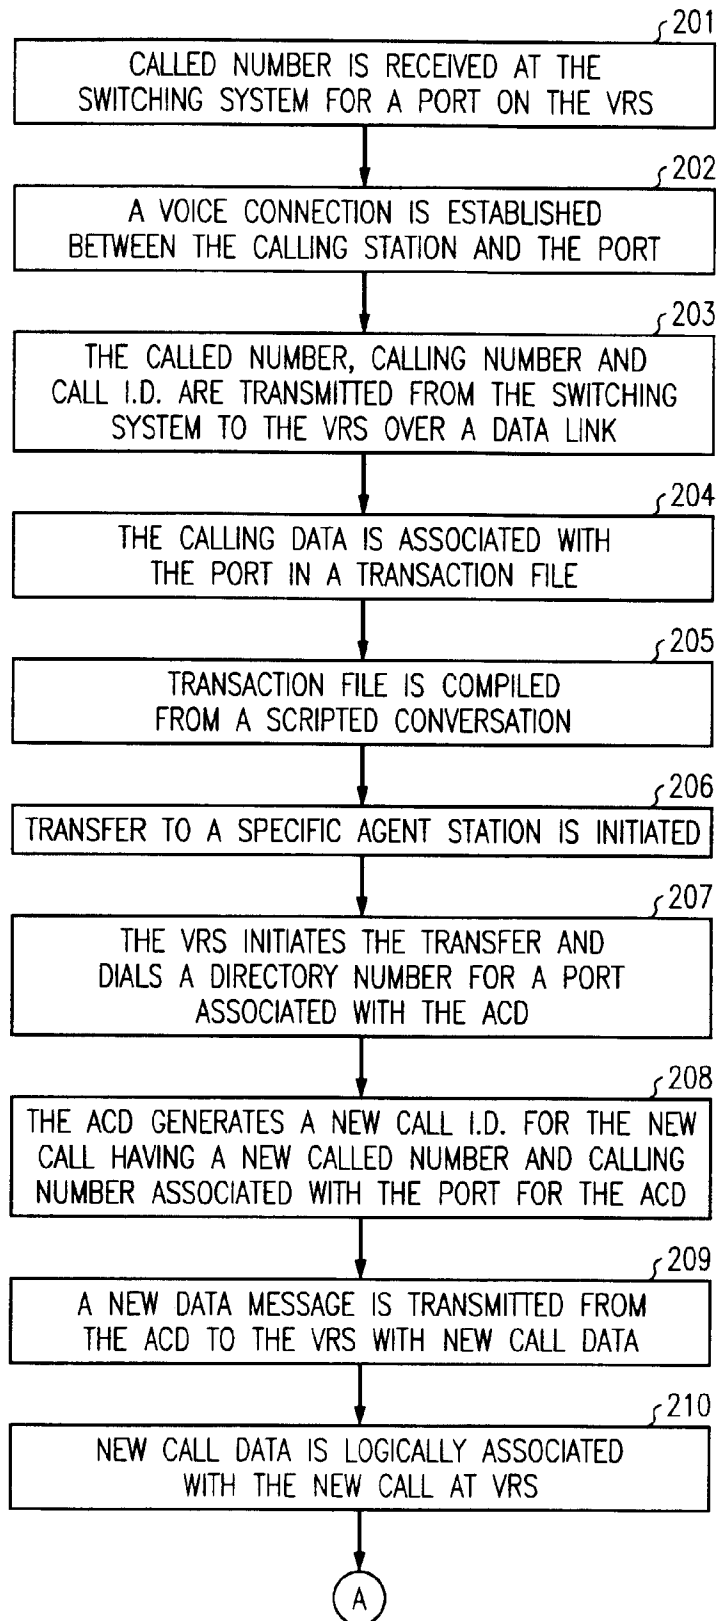 201
CALLED NUMBER IS RECEIVED AT THE
SWITCHING SYSTEM FOR A PORT ON THE VRS
202
A VOICE CONNECTION IS ESTABLISHED
BETWEEN THE CALLING STATION AND THE PORT
203
THE CALLED NUMBER, CALLING NUMBER AND
CALL I.D. ARE TRANSMITTED FROM THE SWITCHING
SYSTEM TO THE VRS OVER A DATA LINK
204
THE CALLING DATA IS ASSOCIATED WITH
THE PORT IN A TRANSACTION FILE
205
TRANSACTION FILE IS COMPILED
FROM A SCRIPTED CONVERSATION
206
TRANSFER TO A SPECIFIC AGENT STATION IS INITIATED
207
THE VRS INITIATES THE TRANSFER AND
DIALS A DIRECTORY NUMBER FOR A PORT
ASSOCIATED WITH THE ACD
208
THE ACD GENERATES A NEW CALL I.D. FOR THE NEW
CALL HAVING A NEW CALLED NUMBER AND CALLING
NUMBER ASSOCIATED WITH THE PORT FOR THE ACD
209
A NEW DATA MESSAGE IS TRANSMITTED FROM
THE ACD TO THE VRS WITH NEW CALL DATA
210
NEW CALL DATA IS LOGICALLY ASSOCIATED
WITH THE NEW CALL AT VRS
A